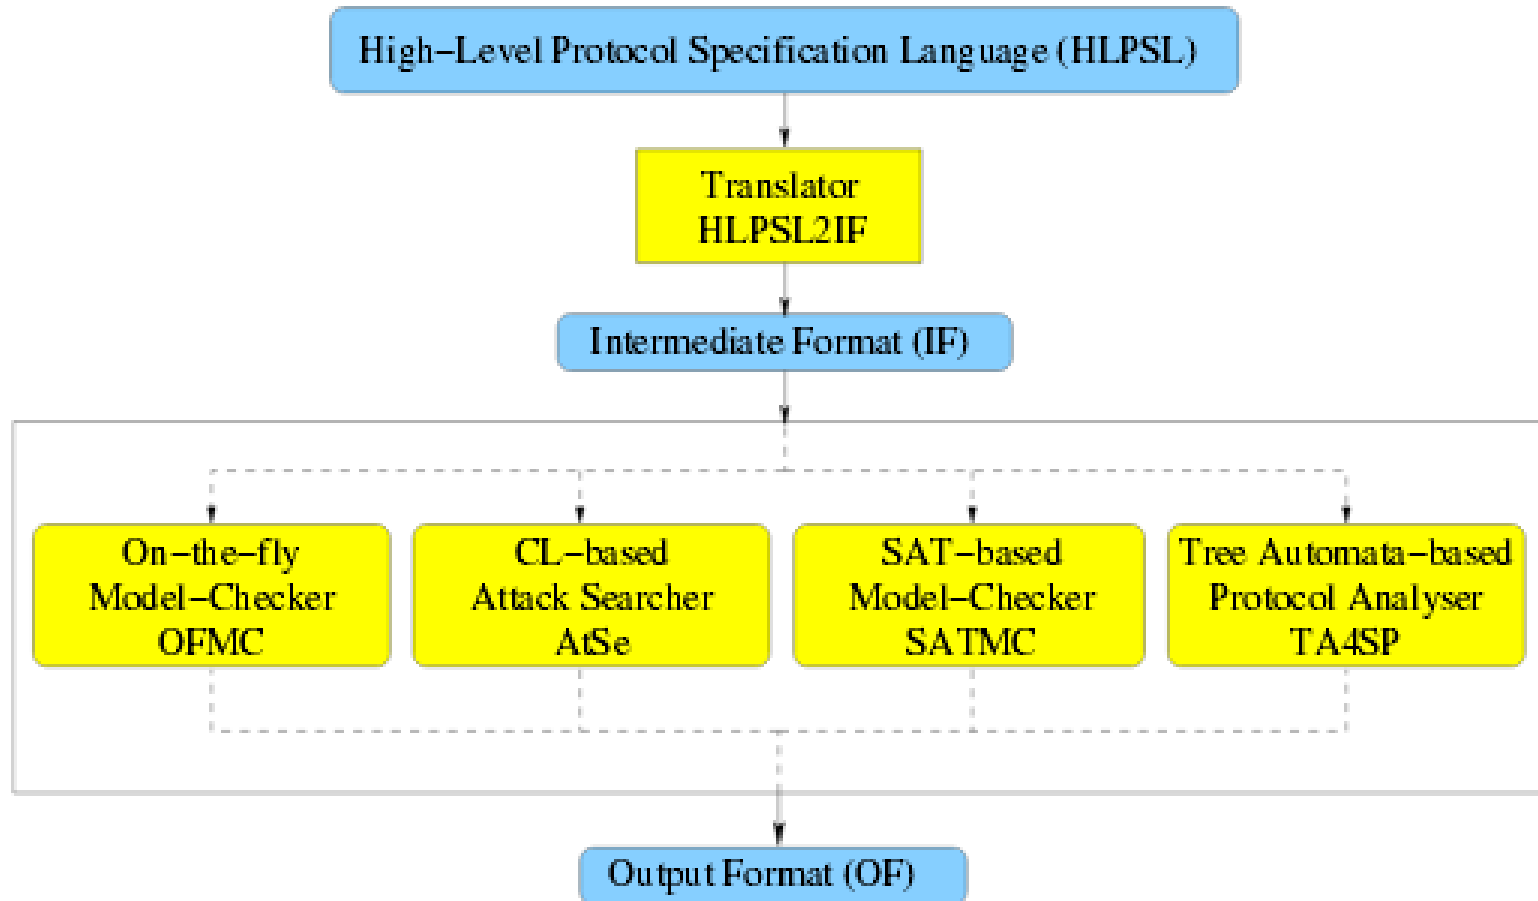 High-Level Protocol Specification Language (HLPSL)
Translator
HLPSL2IF
Intermediate Format (IF)
On-the-fly
Model-Checker
OFMC
CL-based
Attack Searcher
AtSe
SAT-based
Model-Checker
SATMC
Tree Automata-based
Protocol Analyser
TA4SP
Output Format (OF)